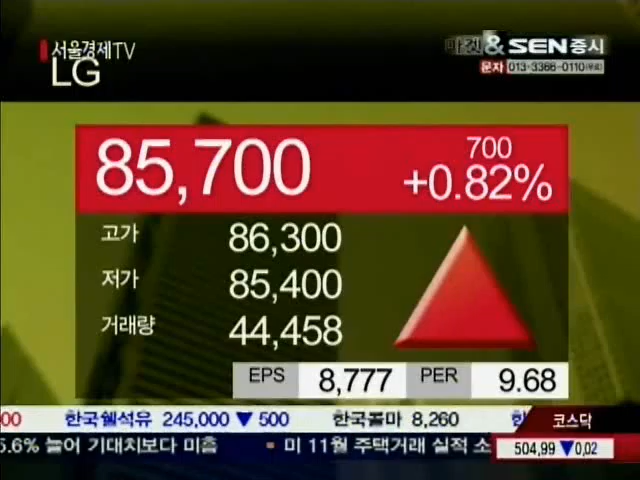 서울경제TV
마켓&SEN증시
LG
문자 013-3366-0110(무료)
85,700
700
+0.82%
고가 86,300
저가 85,400
거래량 44,458
EPS 8,777 PER 9.68
00 한국쉘석유 245,000 ▼ 500 한국콜마 8,260 코스닥
5.6% 늘어 기대치보다 미흡 ▪ 미 11월 주택거래 실적 소 504,99 ▼0,02